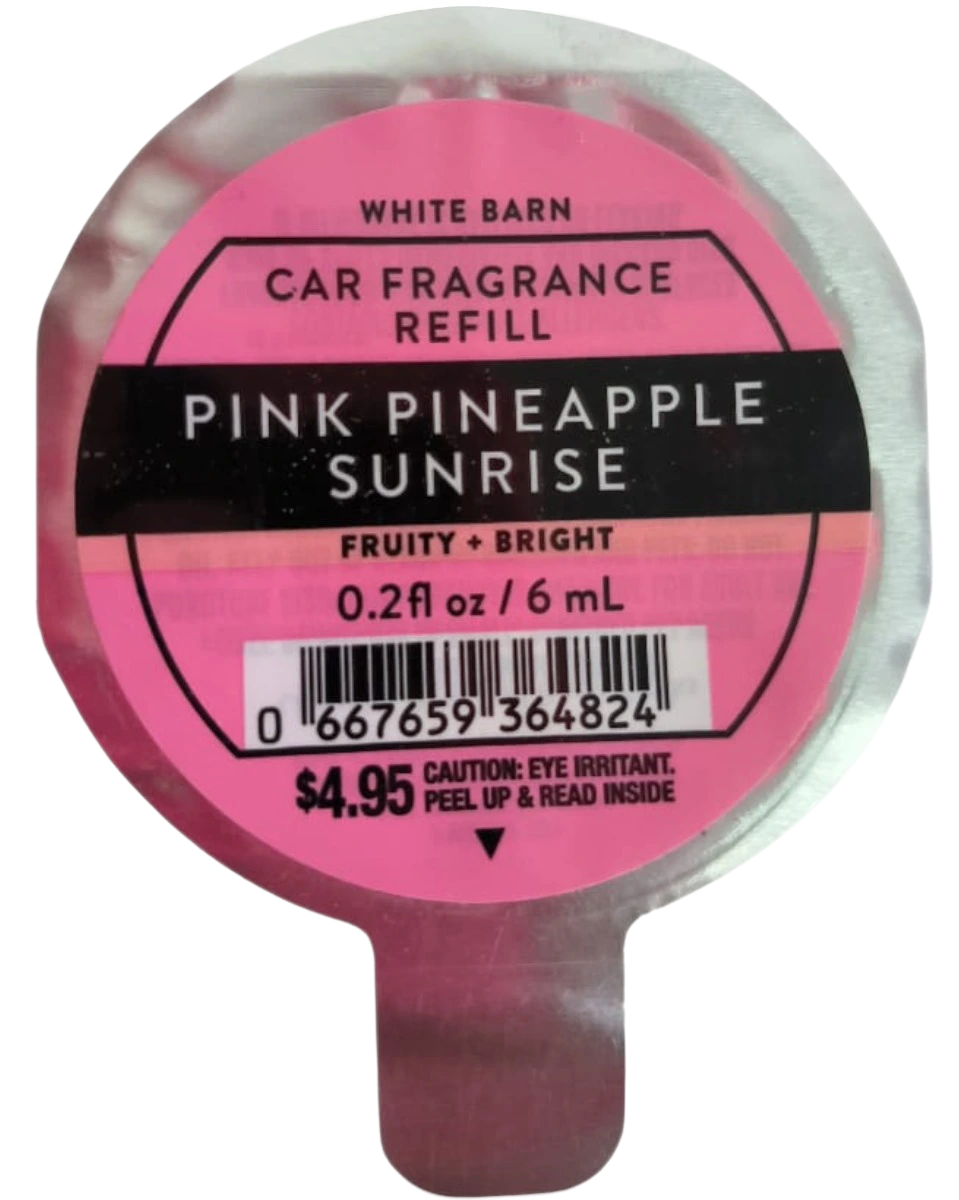 WHITE BARN
CAR FRAGRANCE
REFILL
PINK PINEAPPLE
SUNRISE
FRUITY + BRIGHT
0.2fl oz / 6 mL
0 667659 364824
$4.95 CAUTION: EYE IRRITANT.
PEEL UP & READ INSIDE